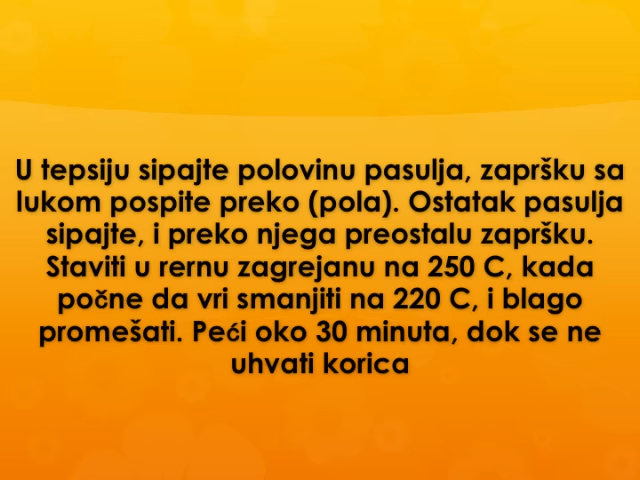 U tepsiju sipajte polovinu pasulja, zapršku sa
lukom pospite preko (pola). Ostatak pasulja
sipajte, i preko njega preostalu zapršku.
Staviti u rernu zagrejanu na 250 C, kada
počne da vri smanjiti na 220 C, i blago
promešati. Peći oko 30 minuta, dok se ne
uhvati korica